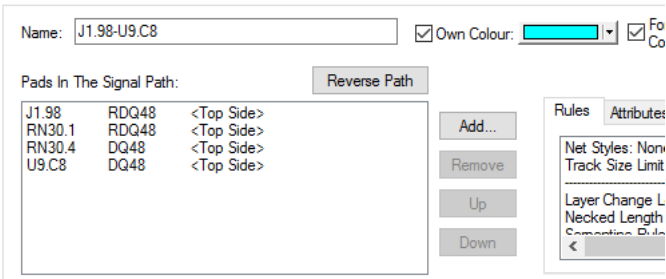 Name: J1.98-U9.C8 Own Colour:
Pads In The Signal Path: Reverse Path
J1.98 RDQ48 <Top Side>
RN30.1 RDQ48 <Top Side>
RN30.4 DQ48 <Top Side>
U9.C8 DQ48 <Top Side>
Add...
Remove
Up
Down
Rules Attributes
Net Styles: None
Track Size Limit
Layer Change L
Necked Length